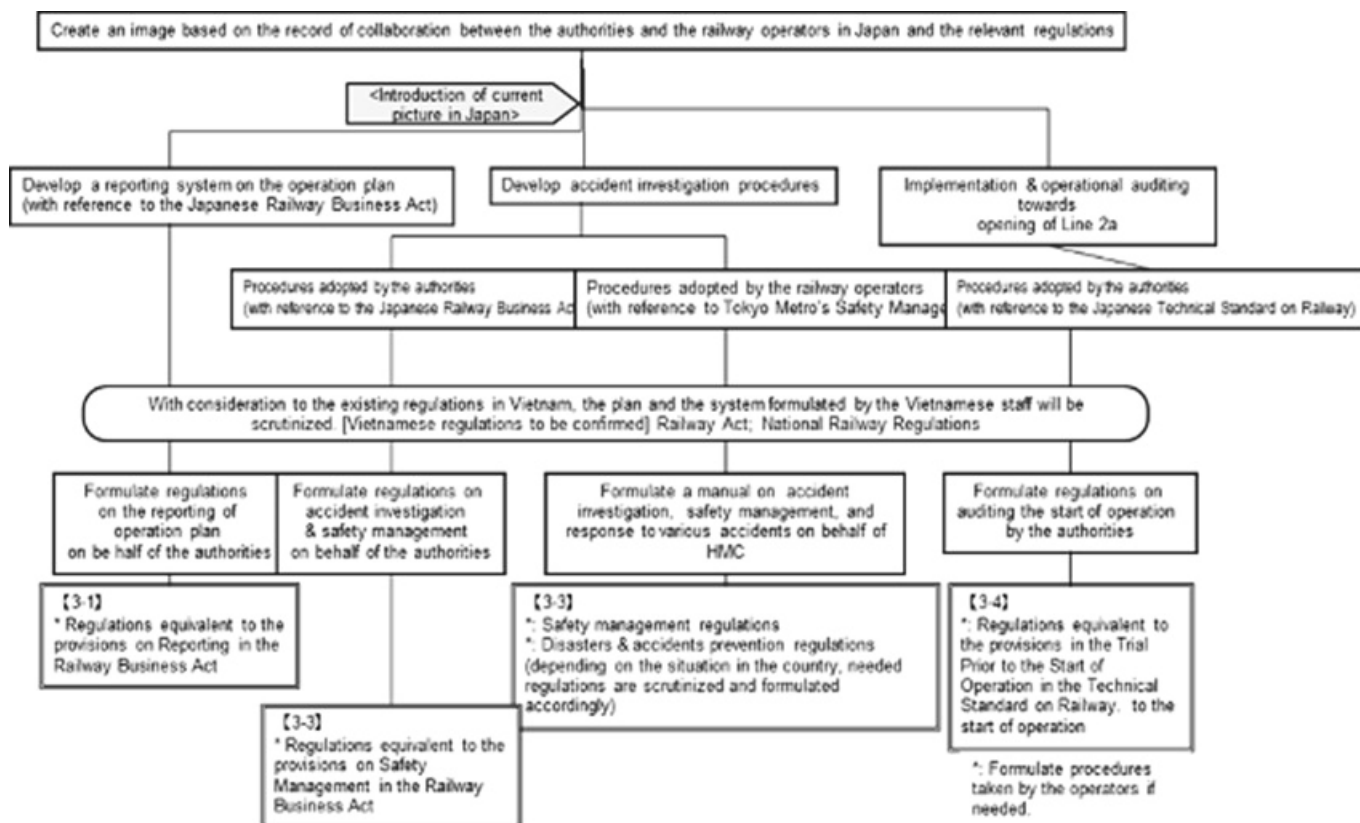 Create an image based on the record of collaboration between the authorities and the railway operators in Japan and the relevant regulations
<Introduction of current
picture in Japan>
Develop a reporting system on the operation plan
(with reference to the Japanese Railway Business Act)
Develop accident investigation procedures
Implementation & operational auditing
towards
opening of Line 2a
Procedures adopted by the authorities
(with reference to the Japanese Railway Business Ac
Procedures adopted by the railway operators
(with reference to Tokyo Metro's Safety Manage
Procedures adopted by the authorities
(with reference to the Japanese Technical Standard on Railway)
With consideration to the existing regulations in Vietnam, the plan and the system formulated by the Vietnamese staff will be
scrutinized. [Vietnamese regulations to be confirmed] Railway Act; National Railway Regulations
Formulate regulations
on the reporting of
operation plan
on be half of the authorities
Formulate regulations on
accident investigation
& safety management
on behalf of the authorities
Formulate a manual on accident
investigation, safety management, and
response to various accidents on behalf of
HMC
Formulate regulations on
auditing the start of operation
by the authorities
【3-1】
* Regulations equivalent to the
provisions on Reporting in the
Railway Business Act
【3-3】
* Regulations equivalent to the
provisions on Safety
Management in the Railway
Business Act
【3-3】
*: Safety management regulations
*: Disasters & accidents prevention regulations
(depending on the situation in the country, needed
regulations are scrutinized and formulated
accordingly)
【3-4】
*: Regulations equivalent to
the provisions in the Trial
Prior to the Start of
Operation in the Technical
Standard on Railway. to the
start of operation
*: Formulate procedures
taken by the operators if
needed.